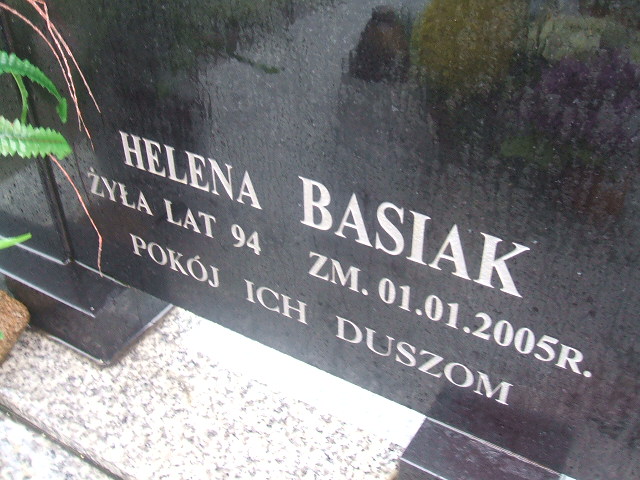 HELENA BASIAK
ŻYŁA LAT 94 ZM. 01.01.2005R.
POKÓJ ICH DUSZOM